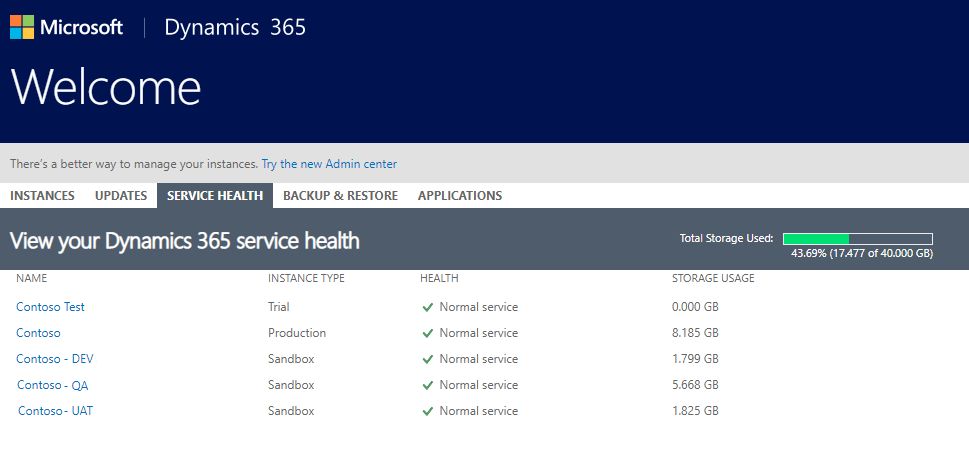 Microsoft | Dynamics 365
Welcome
There's a better way to manage your instances. Try the new Admin center
INSTANCES UPDATES SERVICE HEALTH BACKUP & RESTORE APPLICATIONS
View your Dynamics 365 service health
Total Storage Used:
43.69% (17.477 of 40.000 GB)
NAME INSTANCE TYPE HEALTH STORAGE USAGE
Contoso Test Trial Normal service 0.000 GB
Contoso Production Normal service 8.185 GB
Contoso - DEV Sandbox Normal service 1.799 GB
Contoso - QA Sandbox Normal service 5.668 GB
Contoso- UAT Sandbox Normal service 1.825 GB